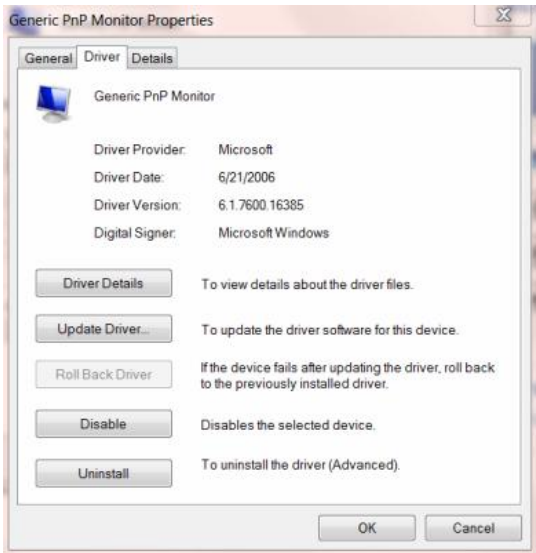 Generic PnP Monitor Properties
General Driver Details
Generic PnP Monitor
Driver Provider: Microsoft
Driver Date: 6/21/2006
Driver Version: 6.1.7600.16385
Digital Signer: Microsoft Windows
Driver Details To view details about the driver files.
Update Driver... To update the driver software for this device.
Roll Back Driver If the device fails after updating the driver, roll back
to the previously installed driver.
Disable Disables the selected device.
Uninstall To uninstall the driver (Advanced).
OK Cancel